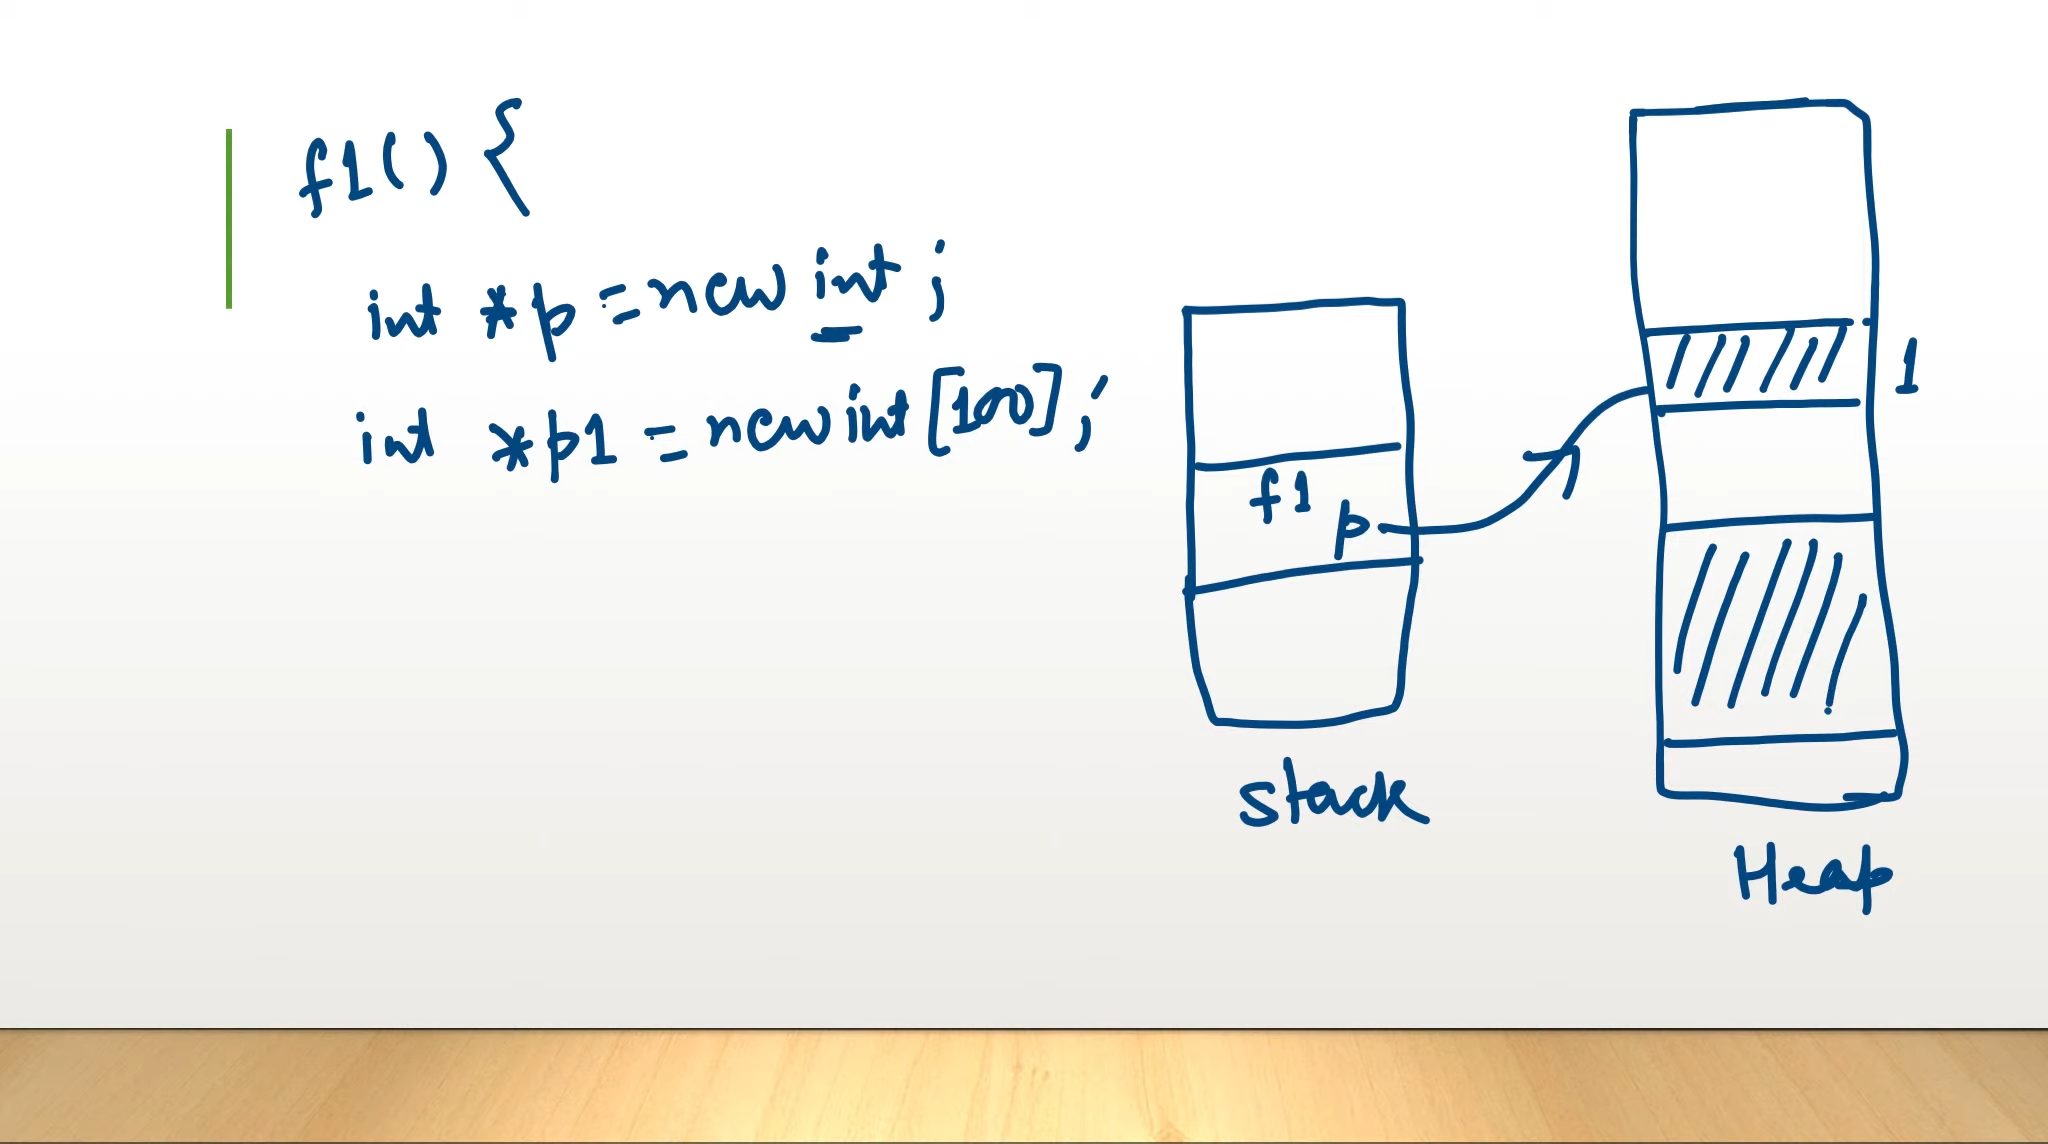 f1() {
int *p = new int ;
int *p1 = new int [100] ;
f1
p
1
stack
Heap